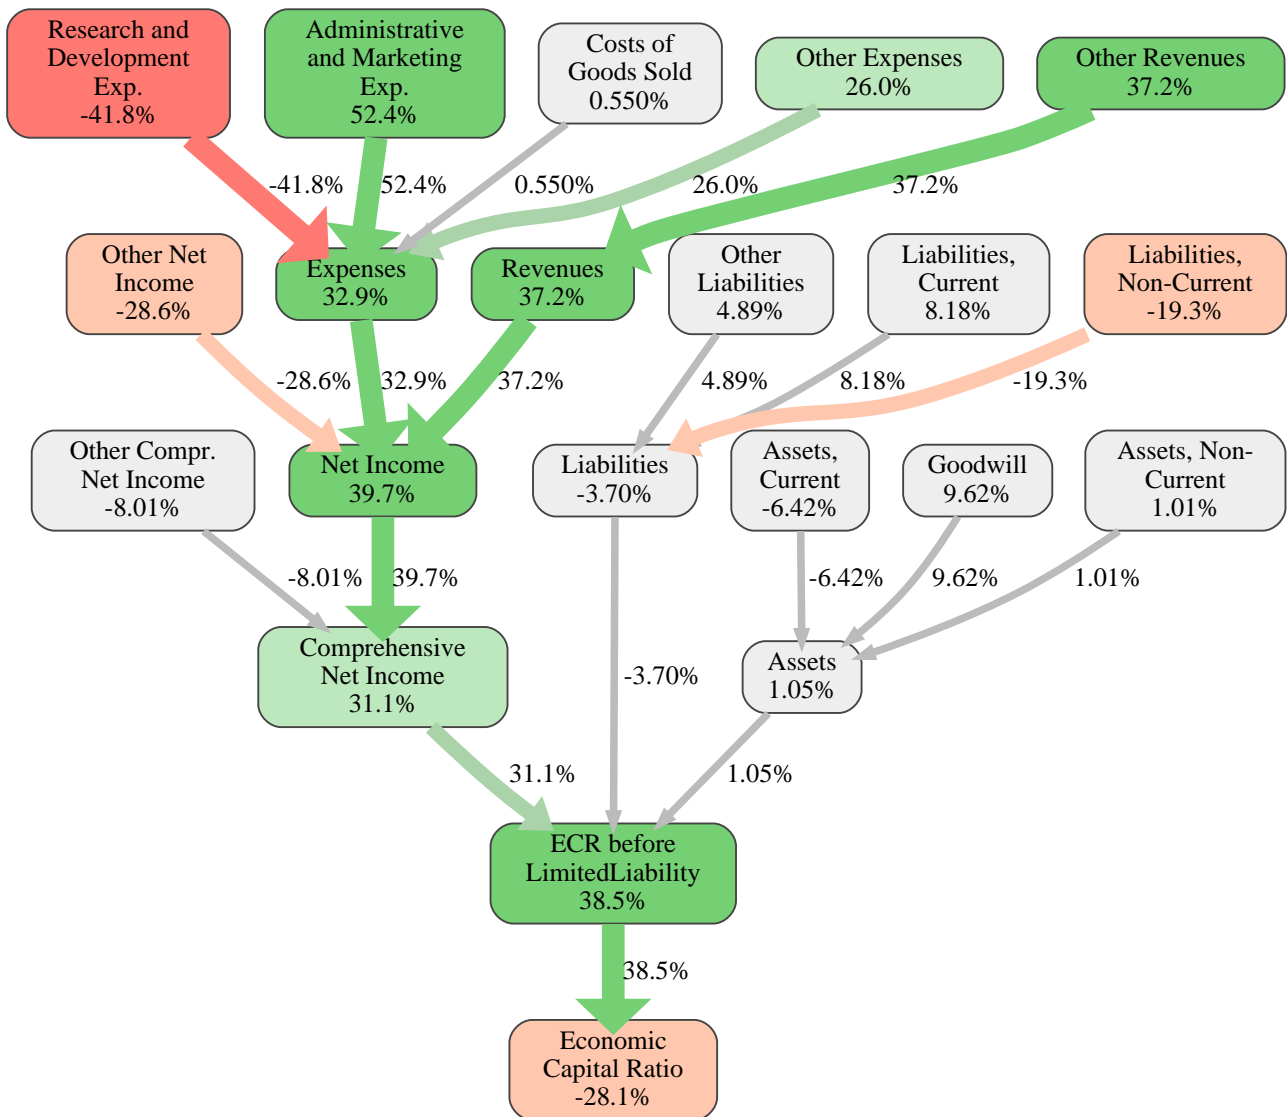 Research and
Development
Exp.
-41.8%
Administrative
and Marketing
Exp.
52.4%
Costs of
Goods Sold
0.550%
Other Expenses
26.0%
Other Revenues
37.2%
-41.8%
52.4%
0.550%
26.0%
37.2%
Other Net
Income
-28.6%
Expenses
32.9%
Revenues
37.2%
Other
Liabilities
4.89%
Liabilities,
Current
8.18%
Liabilities,
Non-Current
-19.3%
-28.6%
32.9%
37.2%
4.89%
8.18%
-19.3%
Other Compr.
Net Income
-8.01%
Net Income
39.7%
Liabilities
-3.70%
Assets,
Current
-6.42%
Goodwill
9.62%
Assets, Non-
Current
1.01%
-8.01%
39.7%
-6.42%
9.62%
1.01%
Comprehensive
Net Income
31.1%
-3.70%
Assets
1.05%
31.1%
1.05%
ECR before
LimitedLiability
38.5%
38.5%
Economic
Capital Ratio
-28.1%